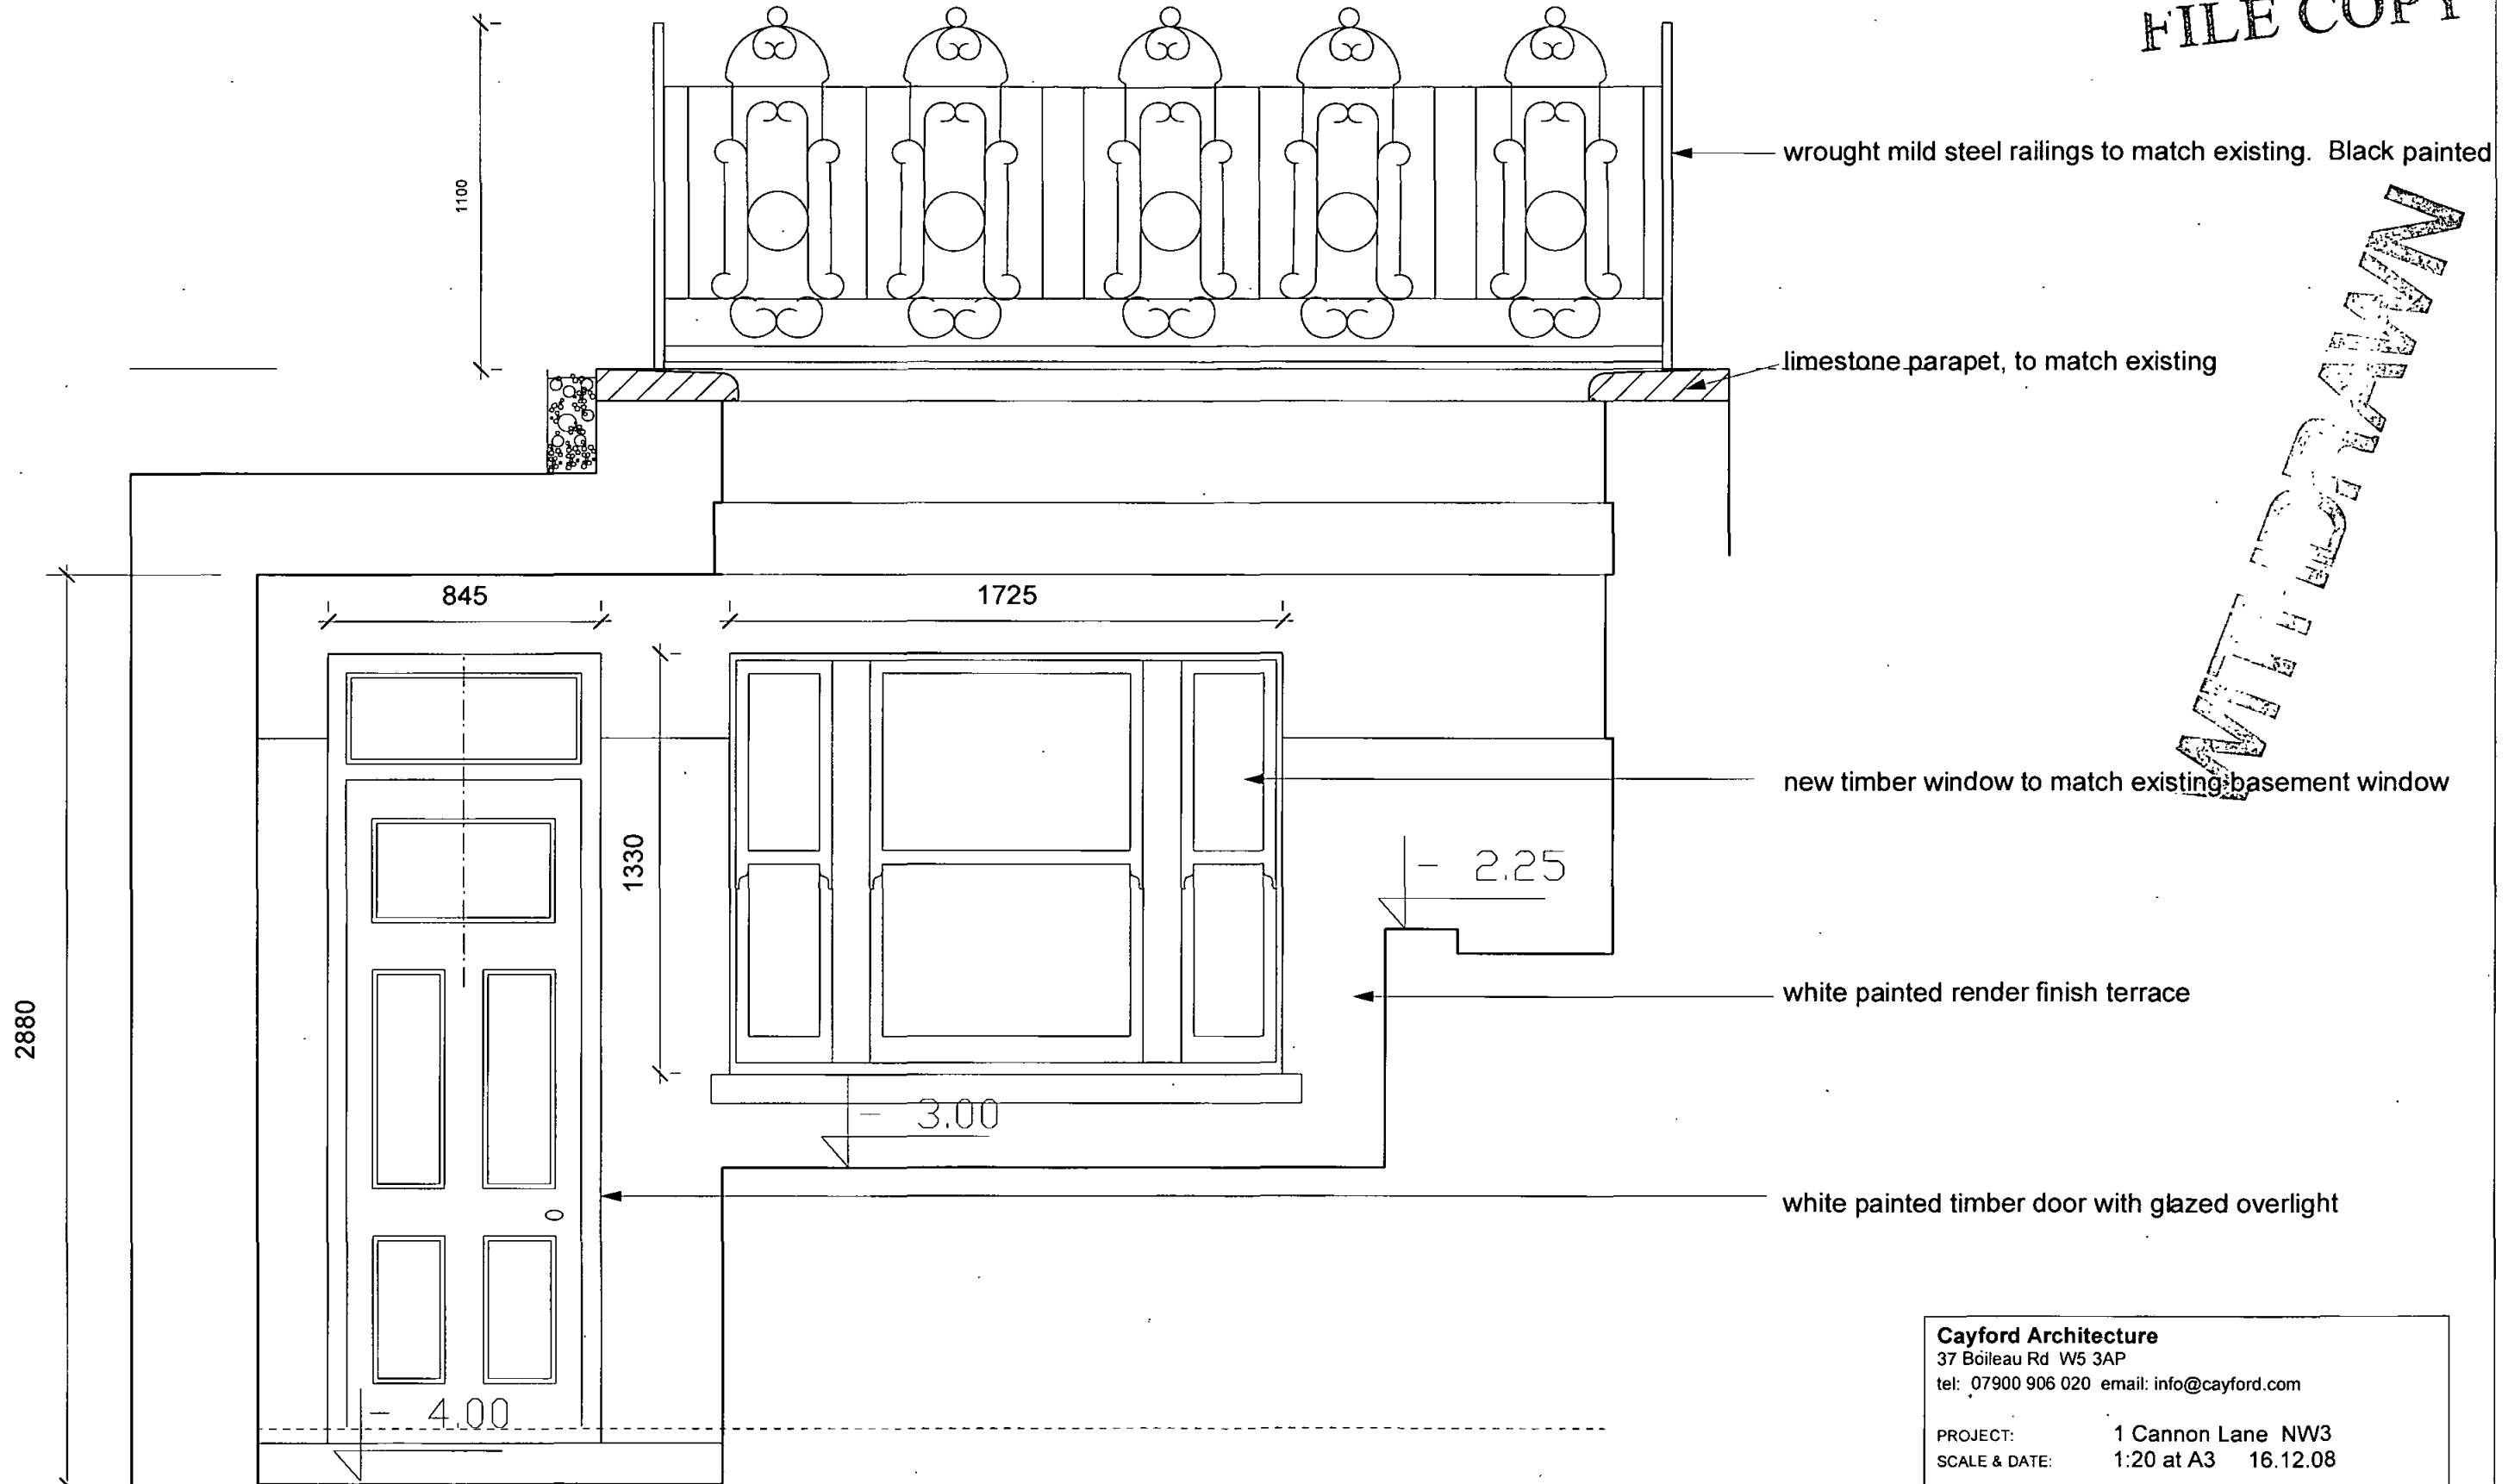 FILE COPY
1100
wrought mild steel railings to match existing. Black painted
WITHDRAWN
limestone parapet, to match existing
845
1725
new timber window to match existing basement window
1330
- 2.25
2880
white painted render finish terrace
- 3.00
white painted timber door with glazed overlight
- 4.00
Cayford Architecture
37 Boileau Rd W5 3AP
tel: 07900 906 020 email: info@cayford.com
PROJECT: 1 Cannon Lane NW3
SCALE & DATE: 1:20 at A3 16.12.08